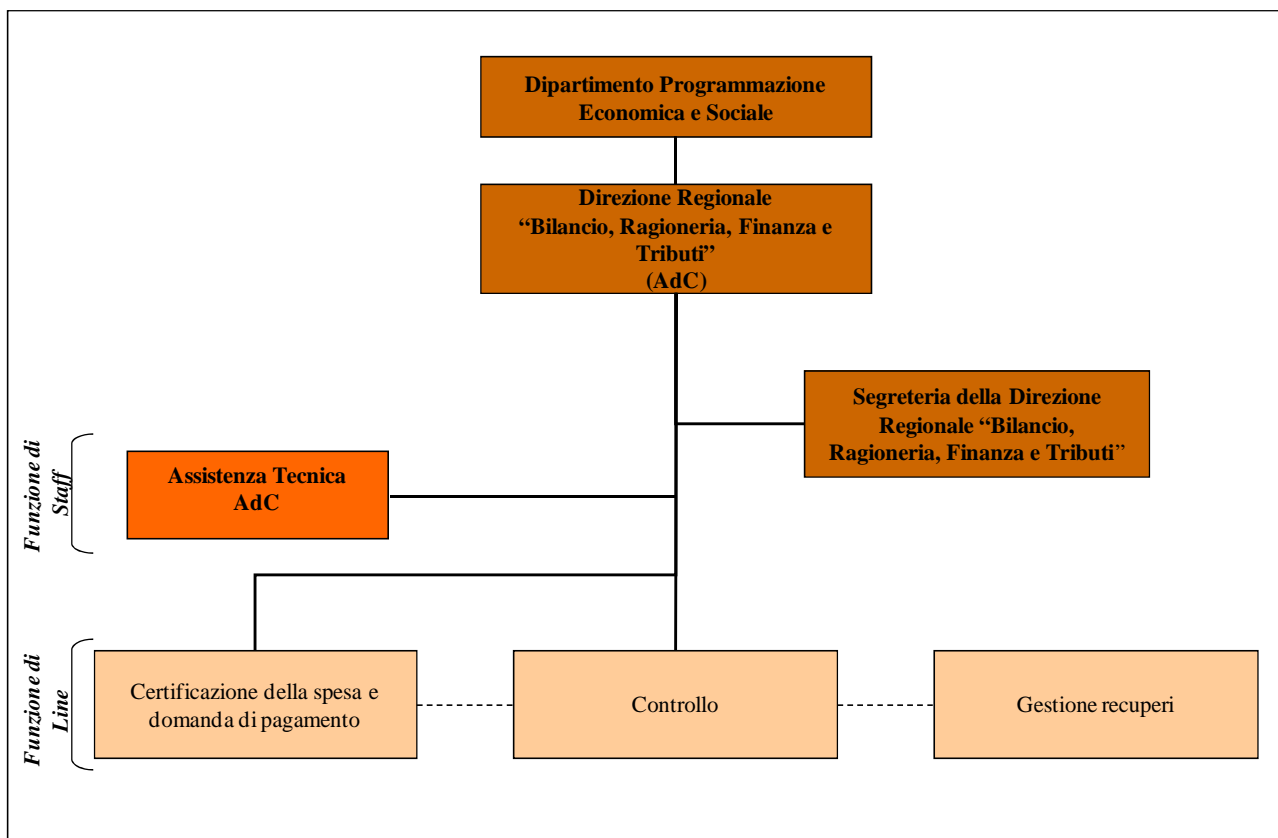 Dipartimento Programmazione
Economica e Sociale
Direzione Regionale
“Bilancio, Ragioneria, Finanza e
Tributi”
(AdC)
Segreteria della Direzione
Regionale “Bilancio,
Ragioneria, Finanza e Tributi”
Funzione di
Staff
Assistenza Tecnica
AdC
Funzione di
Line
Certificazione della spesa e
domanda di pagamento
Controllo
Gestione recuperi